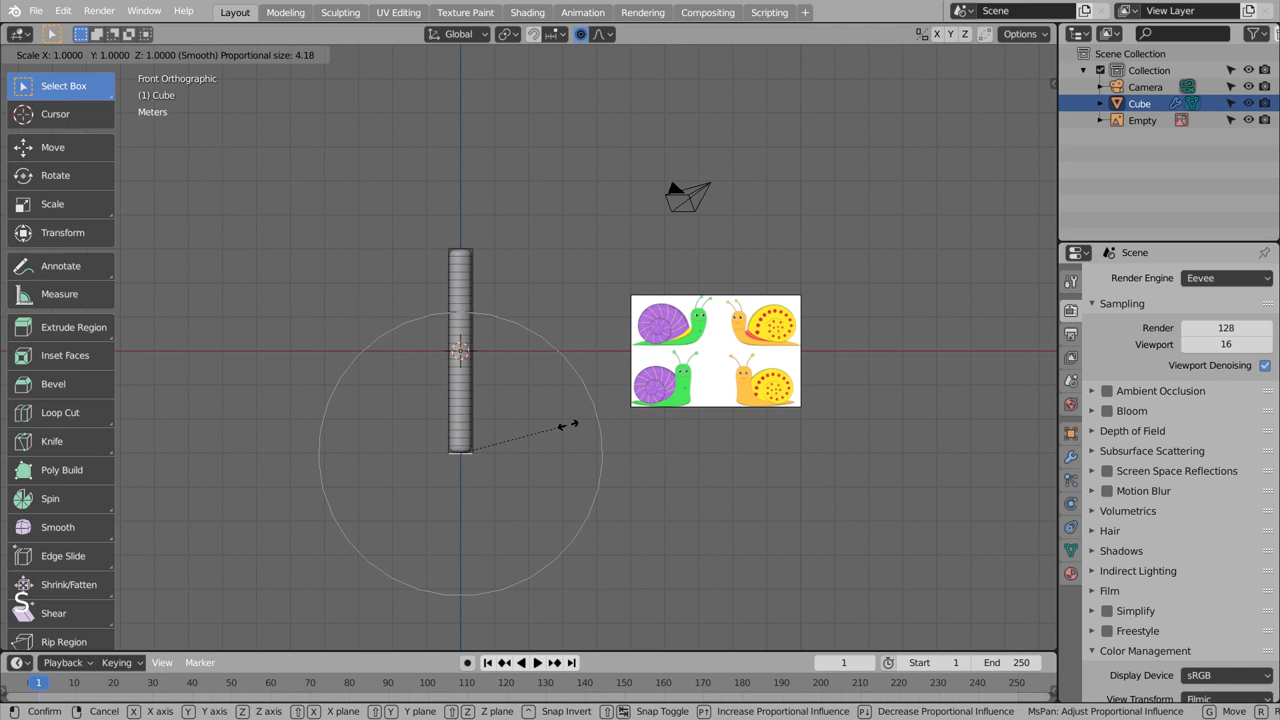 File Edit Render Window Help Layout Modeling Sculpting UV Editing Texture Paint Shading Animation Rendering Compositing Scripting + Scene View Layer
Global Options X Y Z
Scale X: 1.0000 Y: 1.0000 Z: 1.0000 (Smooth) Proportional size: 4.18
Front Orthographic
(1) Cube
Meters
Select Box
Cursor
Move
Rotate
Scale
Transform
Annotate
Measure
Extrude Region
Inset Faces
Bevel
Loop Cut
Knife
Poly Build
Spin
Smooth
Edge Slide
Shrink/Fatten
S
Shear
Rip Region
Scene Collection
Collection
Camera
Cube
Empty
Scene
Render Engine Eevee
Sampling
Render 128
Viewport 16
Viewport Denoising
Ambient Occlusion
Bloom
Depth of Field
Subsurface Scattering
Screen Space Reflections
Motion Blur
Volumetrics
Hair
Shadows
Indirect Lighting
Film
Simplify
Freestyle
Color Management
Display Device sRGB
View Transform Filmic
Playback Keying View Marker 1 Start 1 End 250
1 10 20 30 40 50 60 70 80 90 100 110 120 130 140 150 160 170 180 190 200 210 220 230 240 250
Confirm Cancel X X axis Y Y axis Z Z axis X X plane Y Y plane Z Z plane Snap Invert Snap Toggle Increase Proportional Influence Decrease Proportional Influence MsPan: Adjust Proportional Influence G Move R